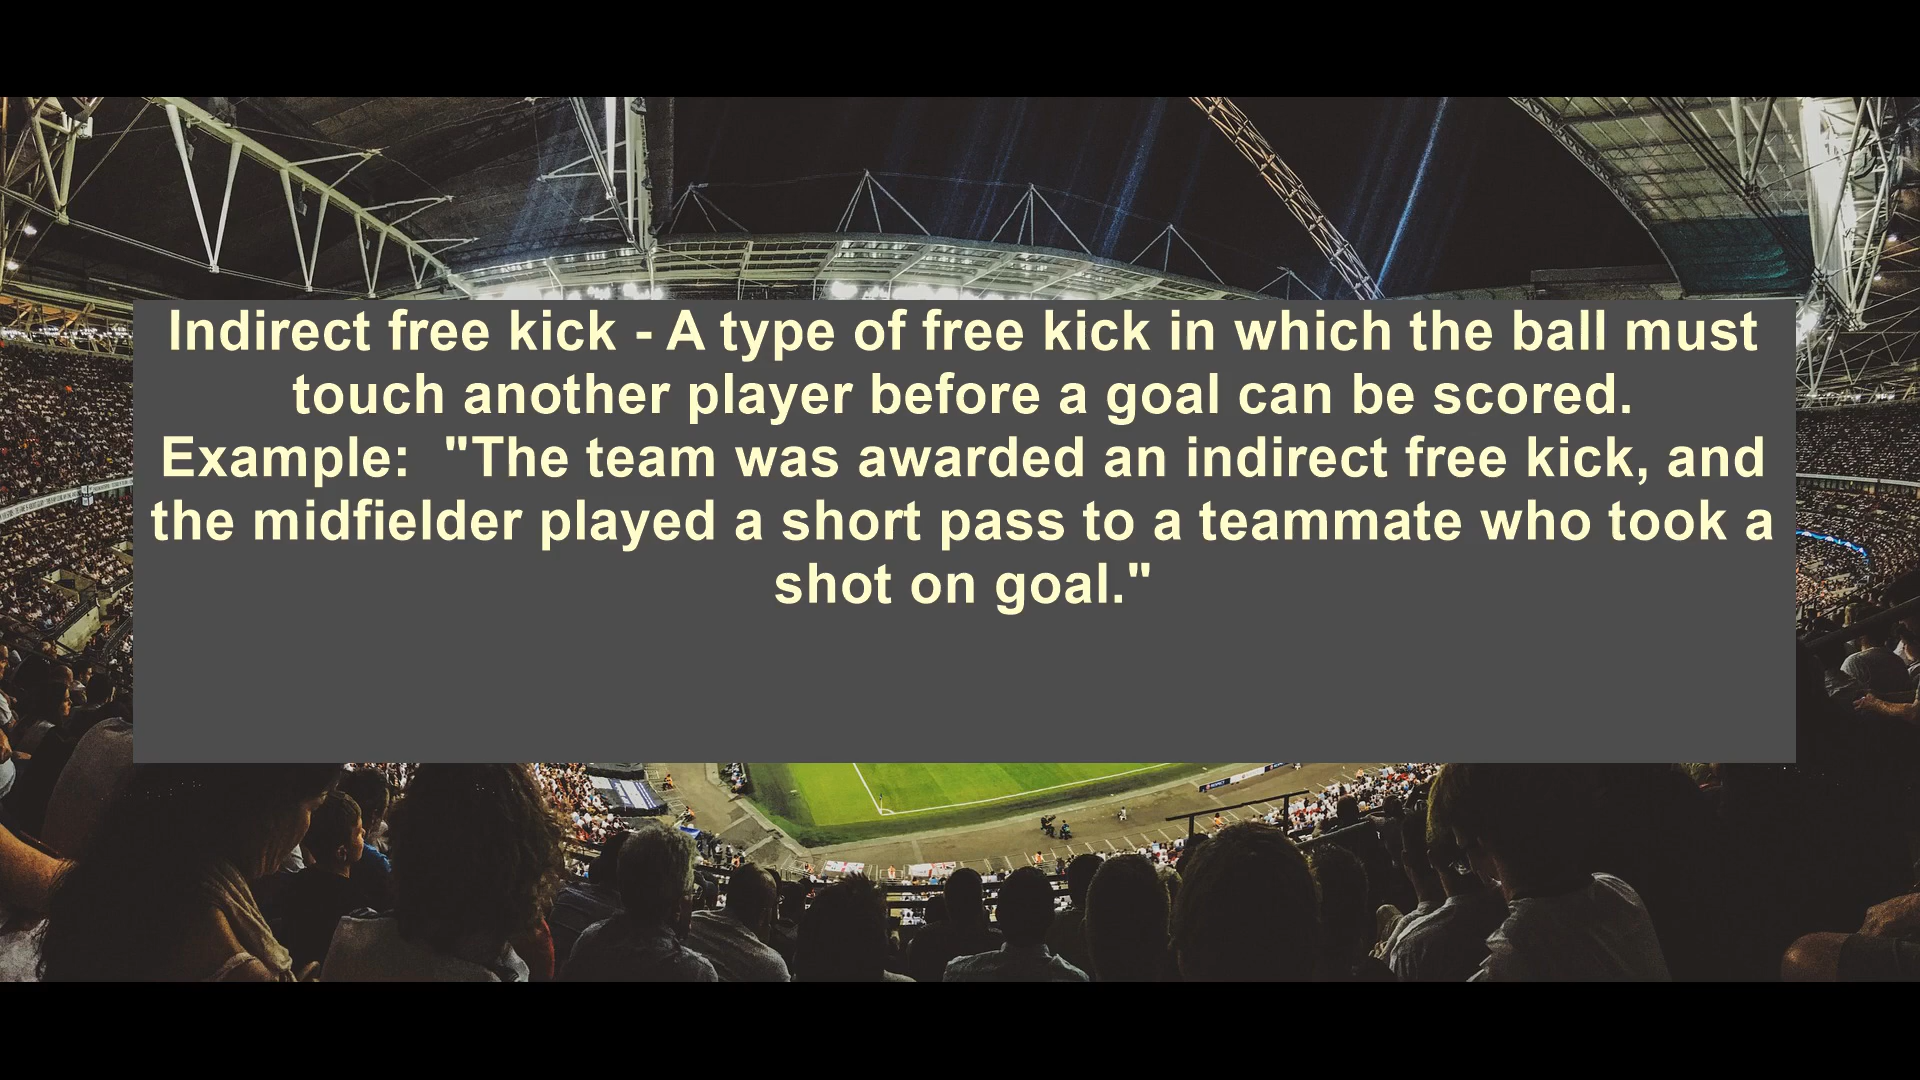 Indirect free kick - A type of free kick in which the ball must
touch another player before a goal can be scored.
Example:  "The team was awarded an indirect free kick, and
the midfielder played a short pass to a teammate who took a
shot on goal."